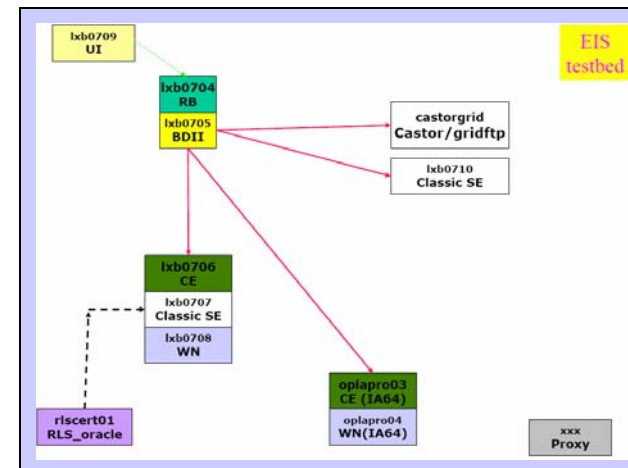 lxb0709
UI
EIS
testbed
lxb0704
RB
lxb0705
BDII
castorgrid
Castor/gridftp
lxb0710
Classic SE
lxb0706
CE
lxb0707
Classic SE
lxb0708
WN
oplapro03
CE (IA64)
oplapro04
WN(IA64)
rlscert01
RLS_oracle
xxx
Proxy